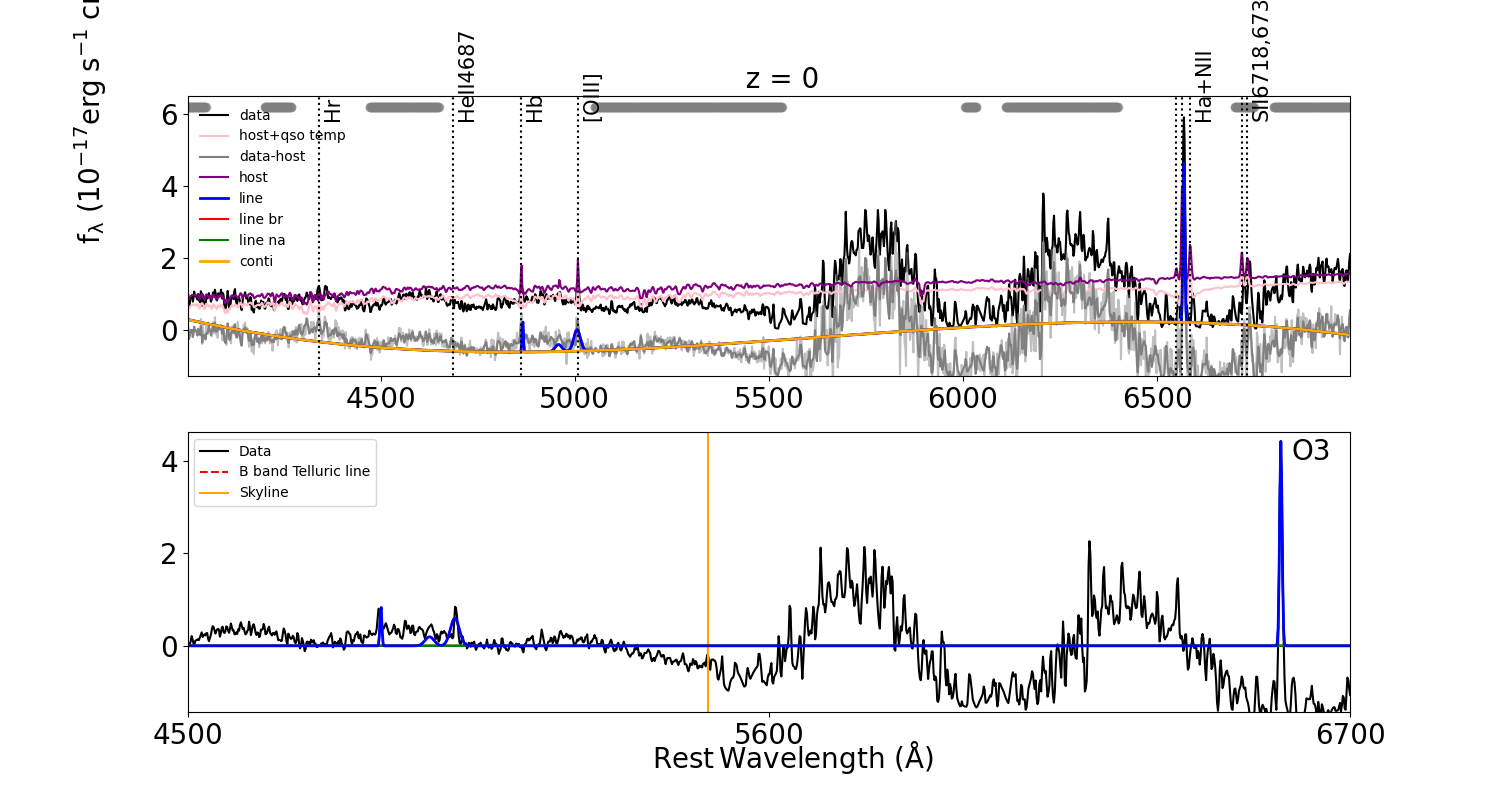 z = 0
f_λ (10⁻¹⁷erg s⁻¹
Hr
HeII4687
Hb
[OIII]
Ha+NII
SII6718,673
data
host+qso temp
data-host
host
line
line br
line na
conti
6
4
2
0
4500 5000 5500 6000 6500
Data
B band Telluric line
Skyline
O3
4
2
0
4500 5600 6700
Rest Wavelength (Å)